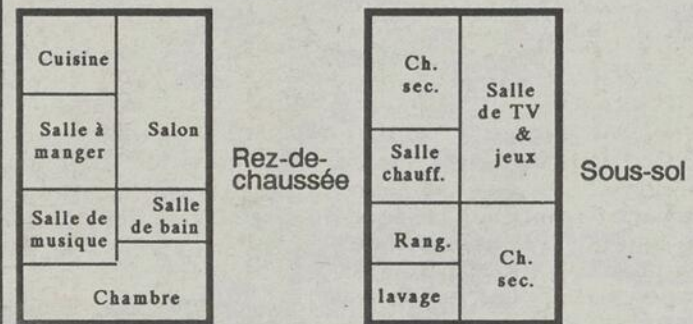 Cuisine
Salle à
manger
Salon
Salle de
musique
Salle
de bain
Chambre
Rez-de-
chaussée
Ch.
sec.
Salle
de TV
&
jeux
Salle
chauff.
Rang.
Ch.
sec.
lavage
Sous-sol